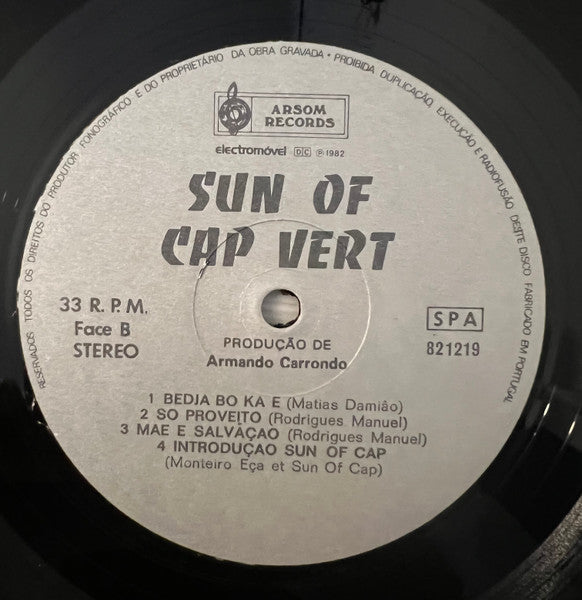 RESERVADOS TODOS OS DIREITOS DO PRODUTOR FONOGRÁFICO E DO PROPRIETÁRIO DA OBRA GRAVADA • PROIBIDA DUPLICAÇÃO, EXECUÇÃO E RADIOFUSÃO DESTE DISCO FABRICADO EM PORTUGAL
ARSOM
RECORDS
electromóvel DC ℗ 1982
SUN OF
CAP VERT
33 R. P. M.
Face B
STEREO
SPA
821219
PRODUÇÃO DE
Armando Carrondo
1 BEDJA BO KA E (Matias Damião)
2 SO PROVEITO (Rodrigues Manuel)
3 MAE E SALVAÇAO (Rodrigues Manuel)
4 INTRODUÇAO SUN OF CAP
(Monteiro Eça et Sun Of Cap)